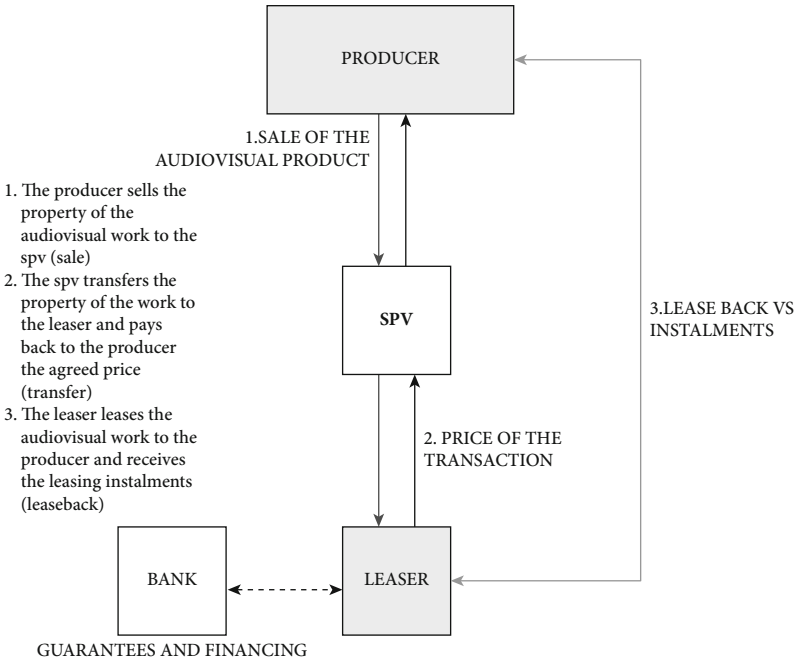 PRODUCER
1.SALE OF THE
AUDIOVISUAL PRODUCT
1. The producer sells the
property of the
audiovisual work to the
spv (sale)
2. The spv transfers the
property of the work to
the leaser and pays
back to the producer
the agreed price
(transfer)
3. The leaser leases the
audiovisual work to the
producer and receives
the leasing instalments
(leaseback)
SPV
3.LEASE BACK VS
INSTALMENTS
2. PRICE OF THE
TRANSACTION
BANK
LEASER
GUARANTEES AND FINANCING